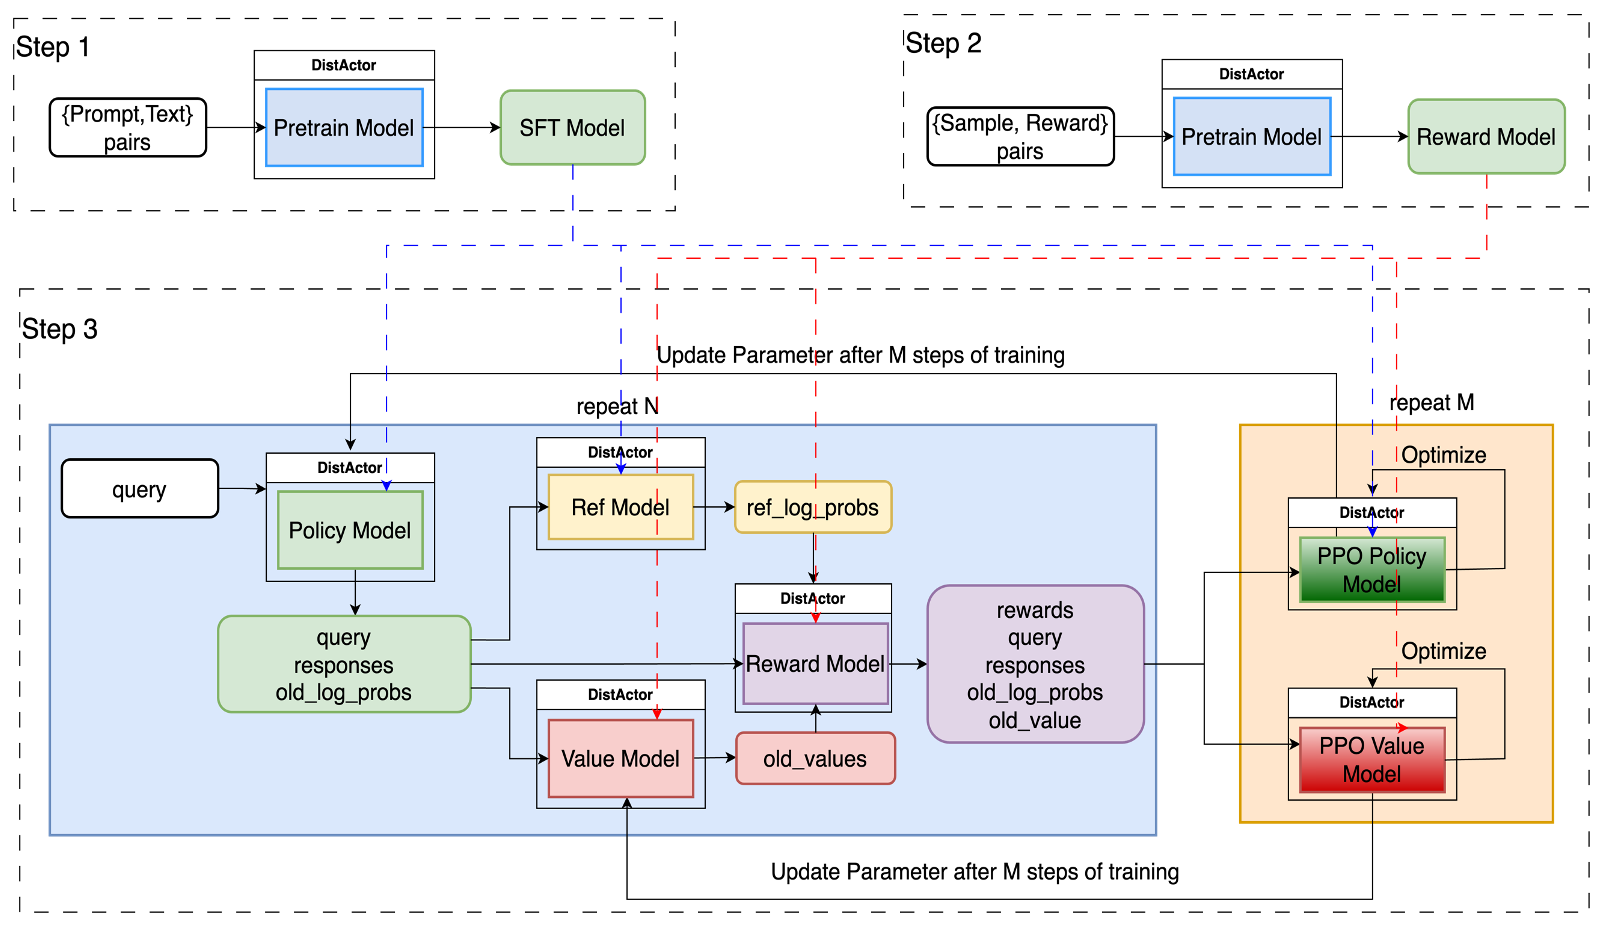 Step 1
DistActor
{Prompt,Text}
pairs
Pretrain Model
SFT Model
Step 2
DistActor
{Sample, Reward}
pairs
Pretrain Model
Reward Model
Step 3
Update Parameter after M steps of training
repeat N
repeat M
query
DistActor
Policy Model
query
responses
old_log_probs
DistActor
Ref Model
ref_log_probs
DistActor
Reward Model
DistActor
Value Model
old_values
rewards
query
responses
old_log_probs
old_value
Optimize
DistActor
PPO Policy
Model
Optimize
DistActor
PPO Value
Model
Update Parameter after M steps of training